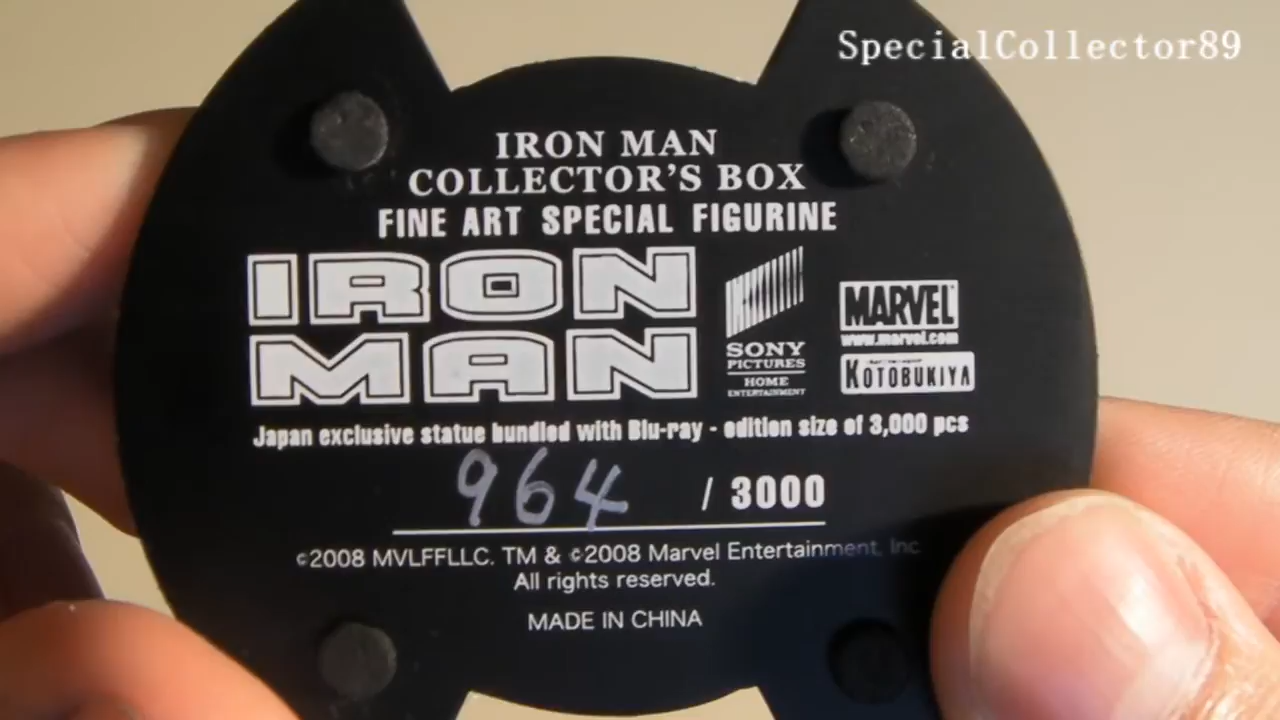 SpecialCollector89
IRON MAN
COLLECTOR'S BOX
FINE ART SPECIAL FIGURINE
IRON
MAN
SONY
PICTURES
HOME
ENTERTAINMENT
MARVEL
www.marvel.com
KOTOBUKIYA
Japan exclusive statue bundled with Blu-ray - edition size of 3,000 pcs
964 / 3000
©2008 MVLFFLLC. TM & ©2008 Marvel Entertainment, Inc
All rights reserved.
MADE IN CHINA